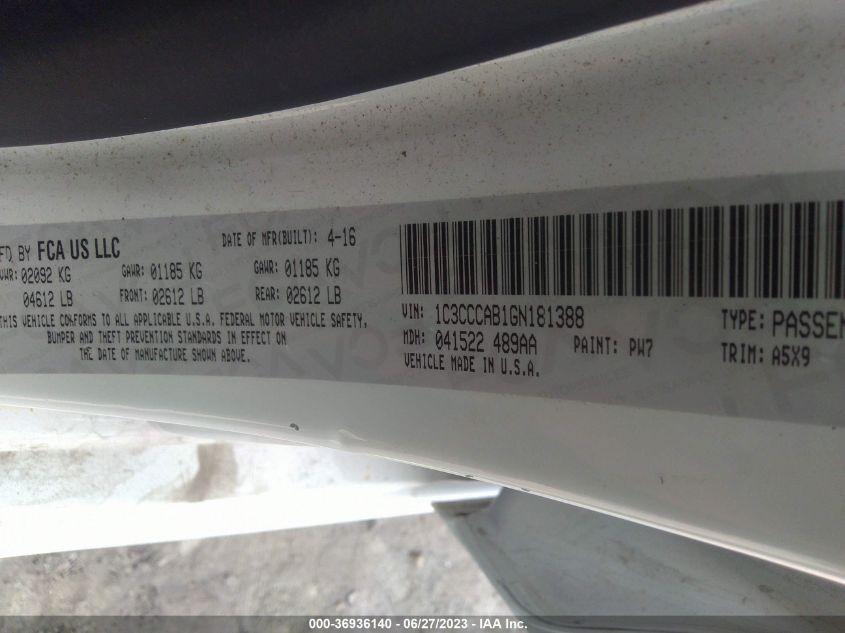 FD BY FCA US LLC
DATE OF MFR(BUILT): 4-16
VWR: 02092 KG GAWR: 01185 KG GAWR: 01185 KG
04612 LB FRONT: 02612 LB REAR: 02612 LB
THIS VEHICLE CONFORMS TO ALL APPLICABLE U.S.A. FEDERAL MOTOR VEHICLE SAFETY,
BUMPER AND THEFT PREVENTION STANDARDS IN EFFECT ON
THE DATE OF MANUFACTURE SHOWN ABOVE.
VIN: 1C3CCCAB1GN181388 TYPE: PASSEN
MDH: 041522 489AA PAINT: PW7 TRIM: A5X9
VEHICLE MADE IN U.S.A.
000-36936140 - 06/27/2023 - IAA Inc.